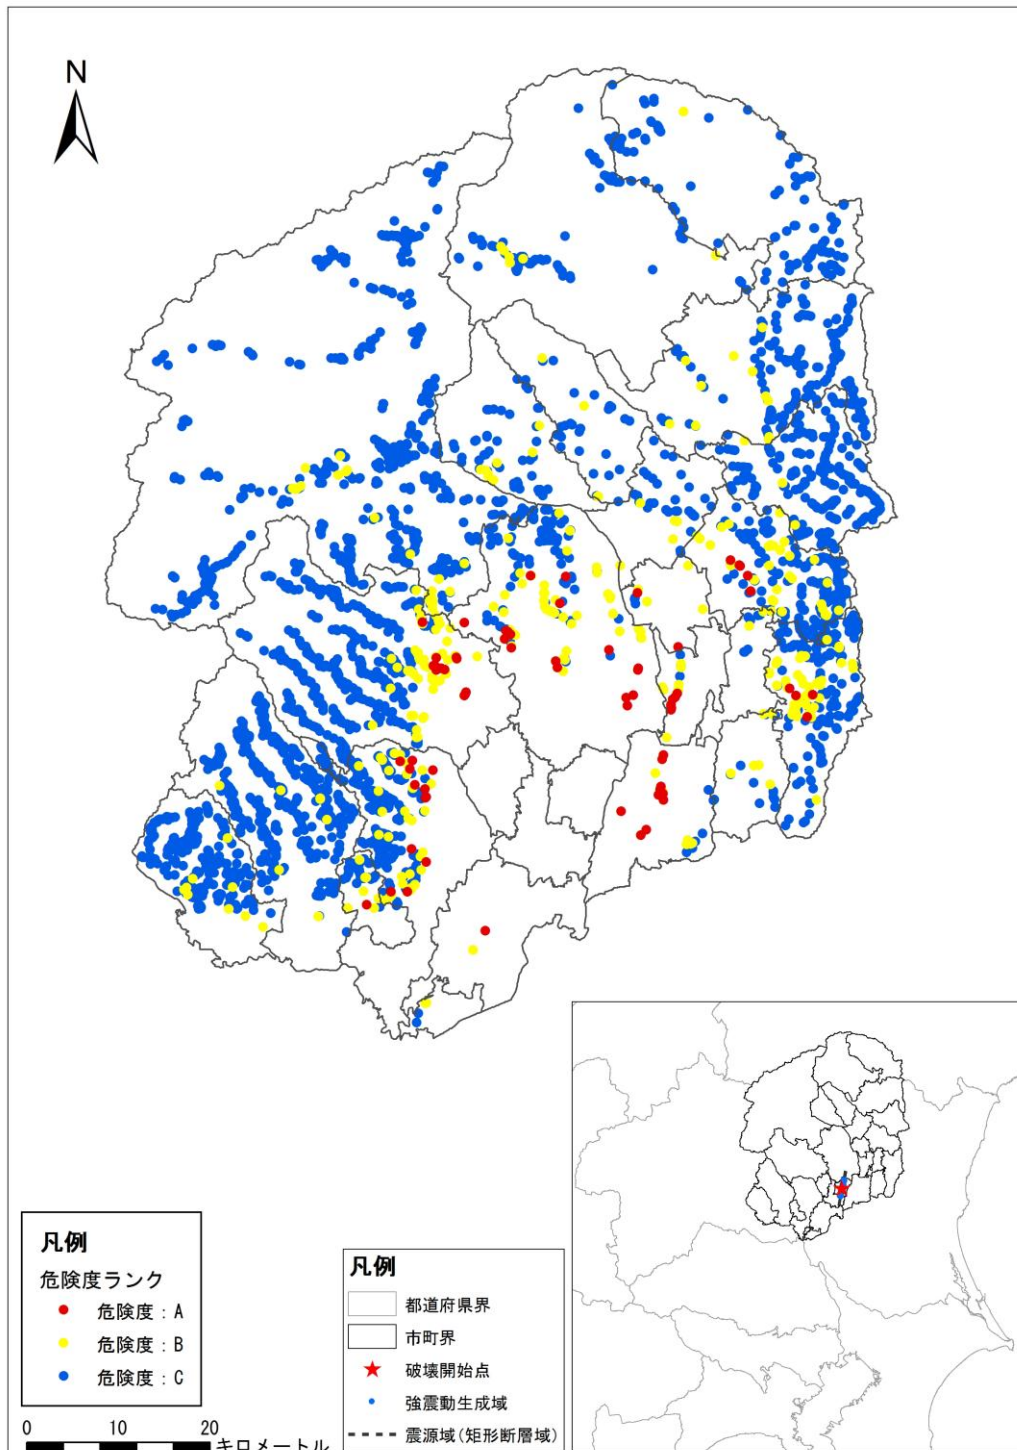 N
凡例
危険度ランク
危険度：A
危険度：B
危険度：C
0 10 20
キロメートル
凡例
都道府県界
市町界
破壊開始点
強震動生成域
震源域(矩形断層域)